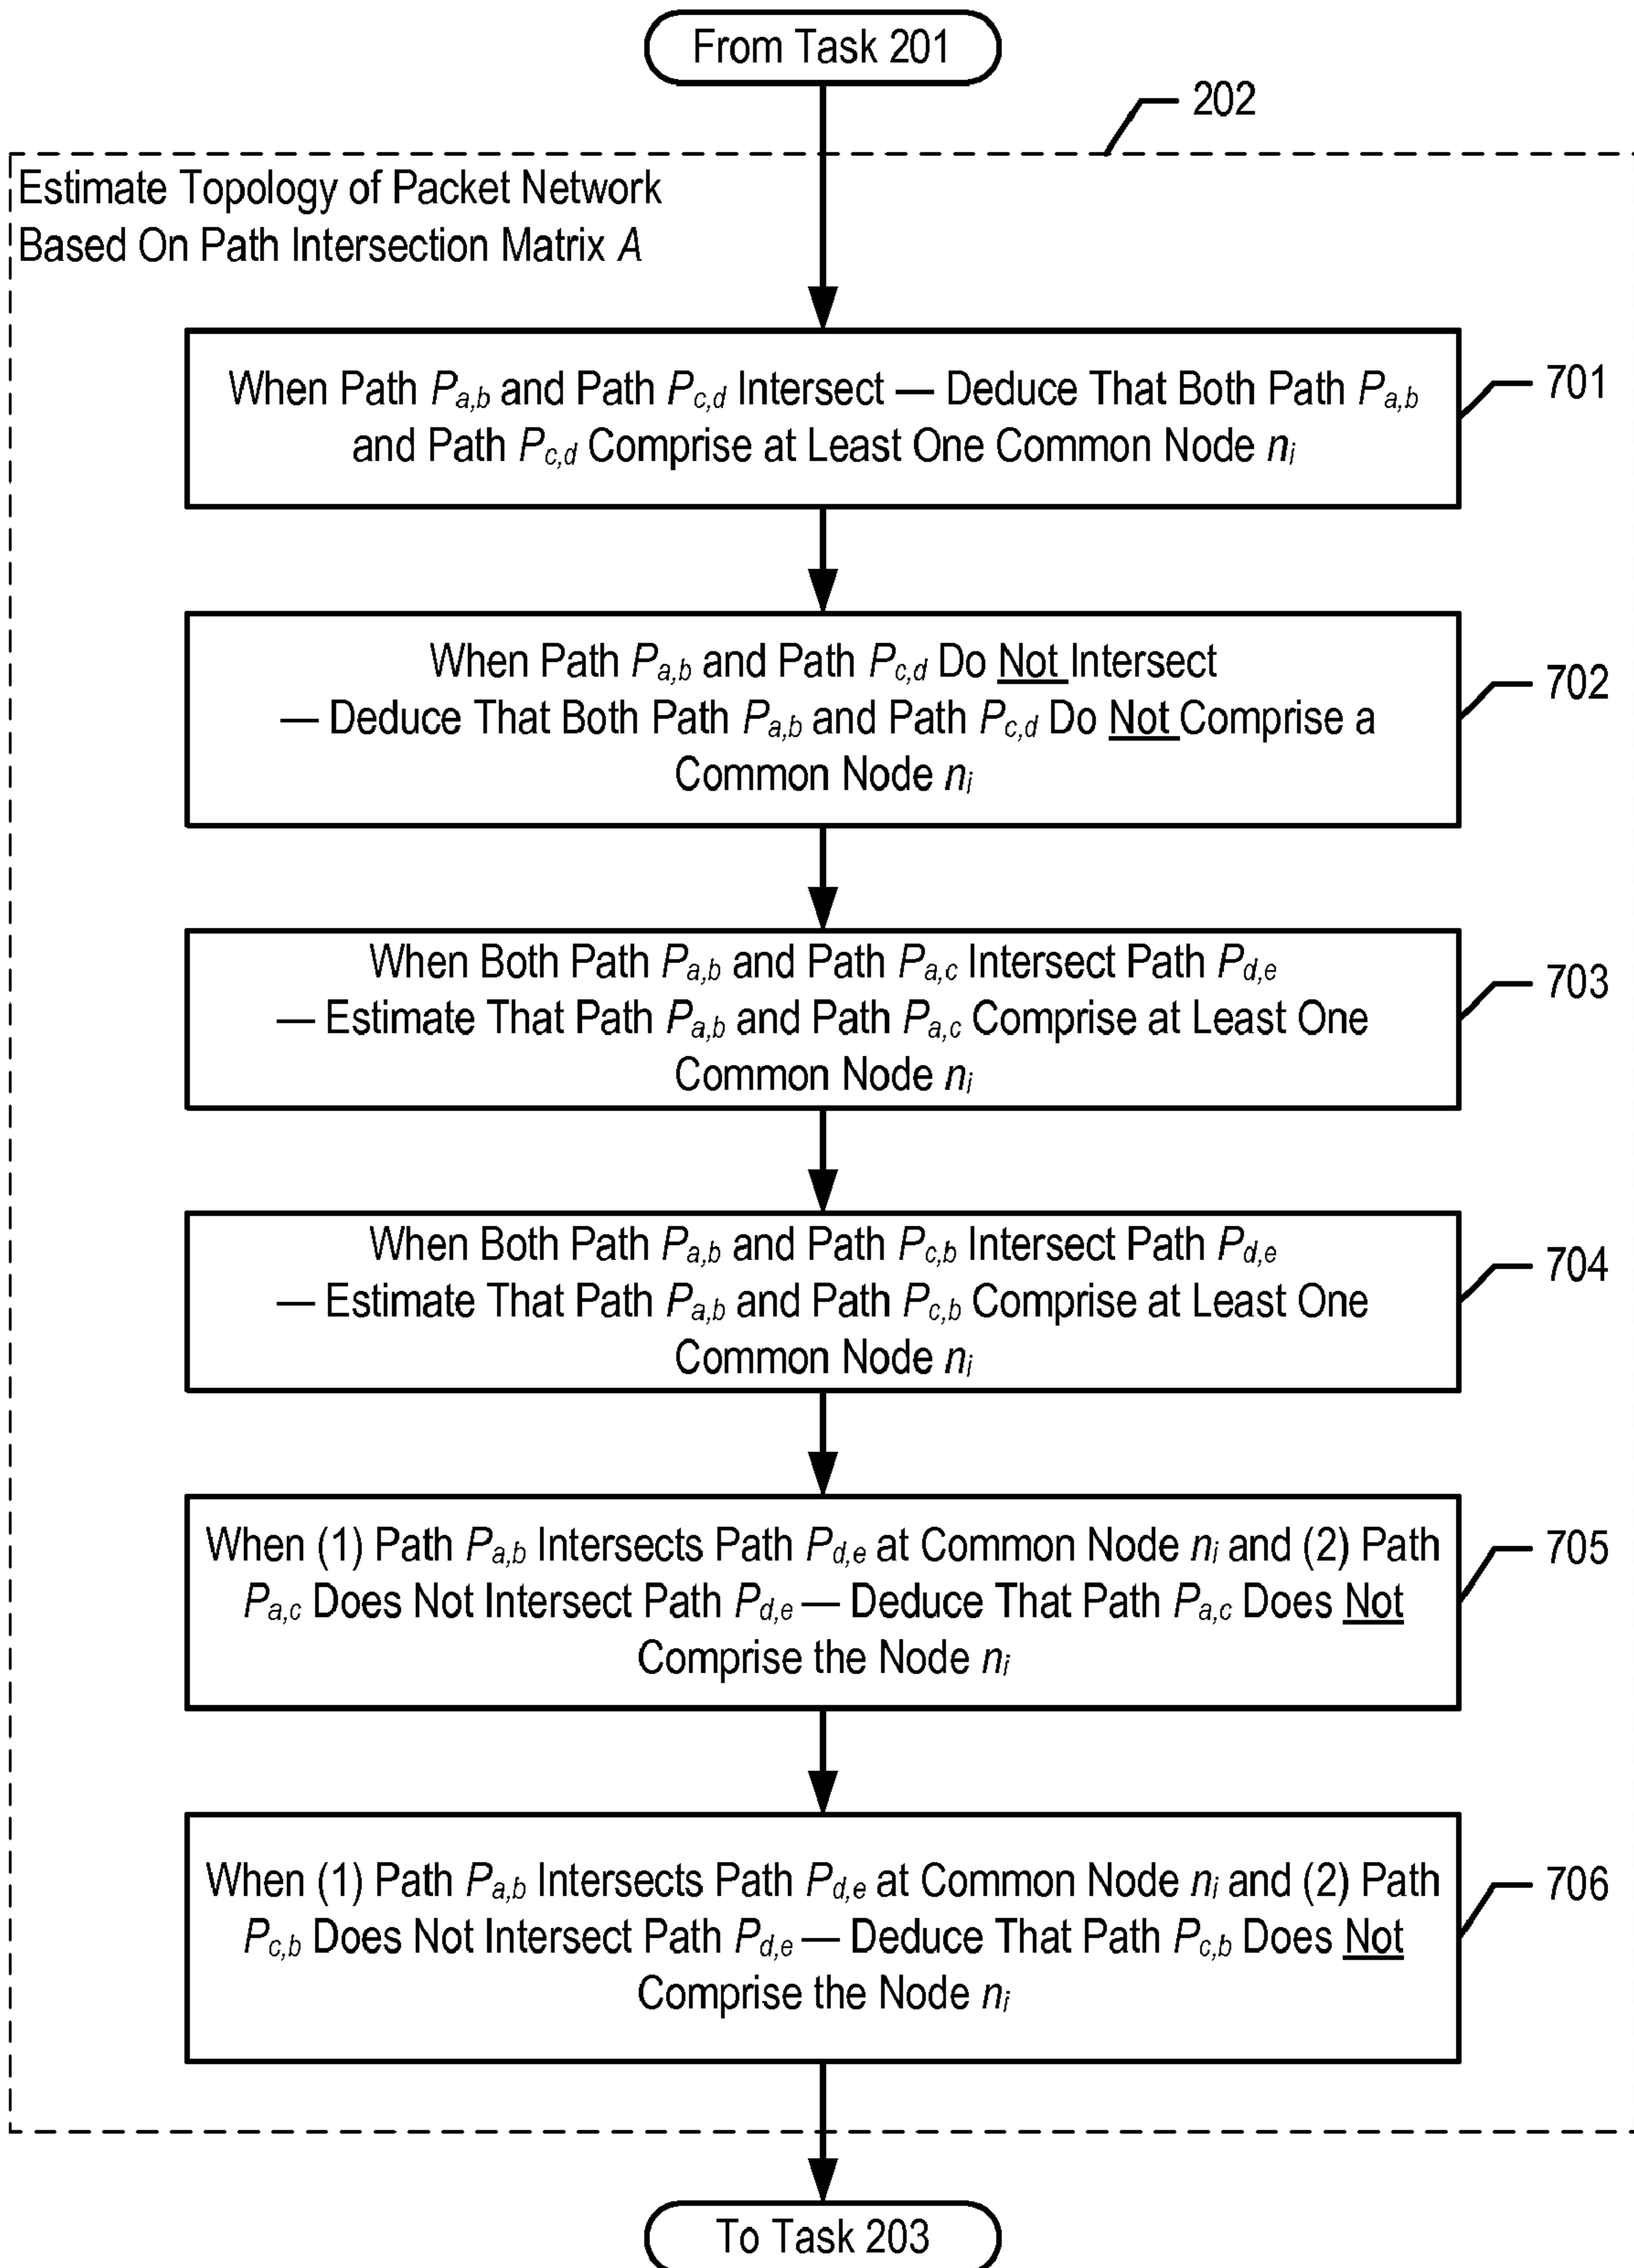 From Task 201
202
Estimate Topology of Packet Network
Based On Path Intersection Matrix A
When Path Pa,b and Path Pc,d Intersect — Deduce That Both Path Pa,b
and Path Pc,d Comprise at Least One Common Node ni
701
When Path Pa,b and Path Pc,d Do Not Intersect
— Deduce That Both Path Pa,b and Path Pc,d Do Not Comprise a
Common Node ni
702
When Both Path Pa,b and Path Pa,c Intersect Path Pd,e
— Estimate That Path Pa,b and Path Pa,c Comprise at Least One
Common Node ni
703
When Both Path Pa,b and Path Pc,b Intersect Path Pd,e
— Estimate That Path Pa,b and Path Pc,b Comprise at Least One
Common Node ni
704
When (1) Path Pa,b Intersects Path Pd,e at Common Node ni and (2) Path
Pa,c Does Not Intersect Path Pd,e — Deduce That Path Pa,c Does Not
Comprise the Node ni
705
When (1) Path Pa,b Intersects Path Pd,e at Common Node ni and (2) Path
Pc,b Does Not Intersect Path Pd,e — Deduce That Path Pc,b Does Not
Comprise the Node ni
706
To Task 203